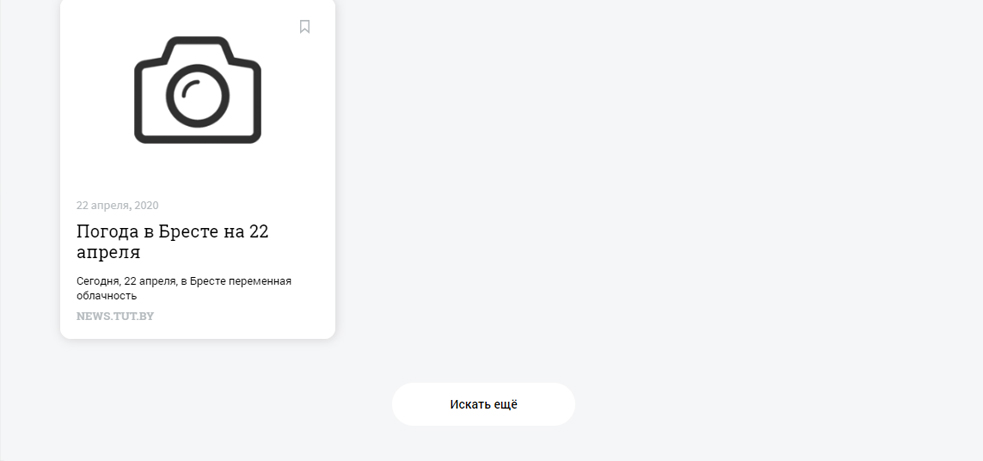 22 апреля, 2020
Погода в Бресте на 22
апреля
Сегодня, 22 апреля, в Бресте переменная
облачность
NEWS.TUT.BY
Искать ещё